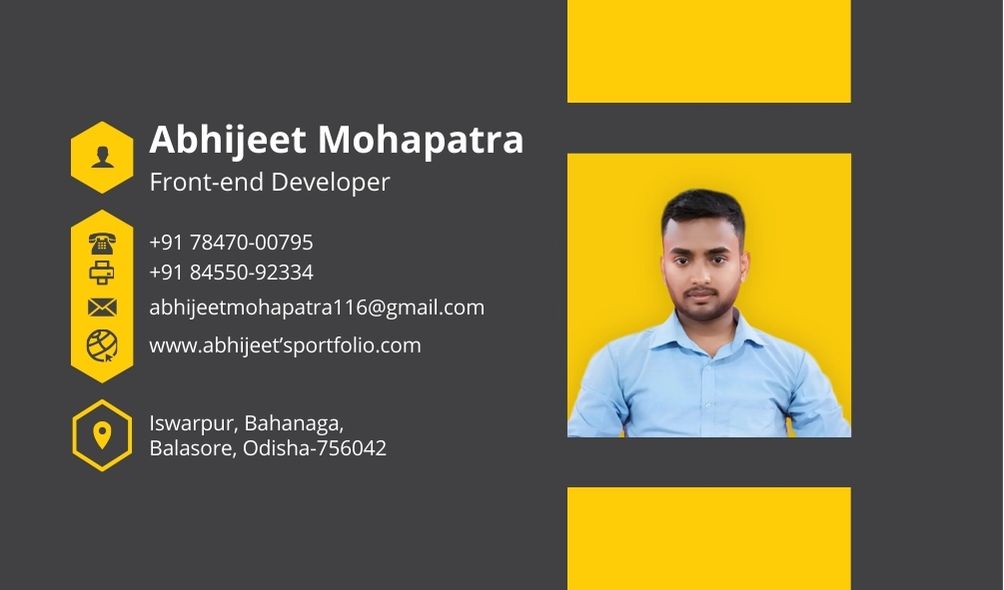 Abhijeet Mohapatra
Front-end Developer
+91 78470-00795
+91 84550-92334
abhijeetmohapatra116@gmail.com
www.abhijeet’sportfolio.com
Iswarpur, Bahanaga,
Balasore, Odisha-756042